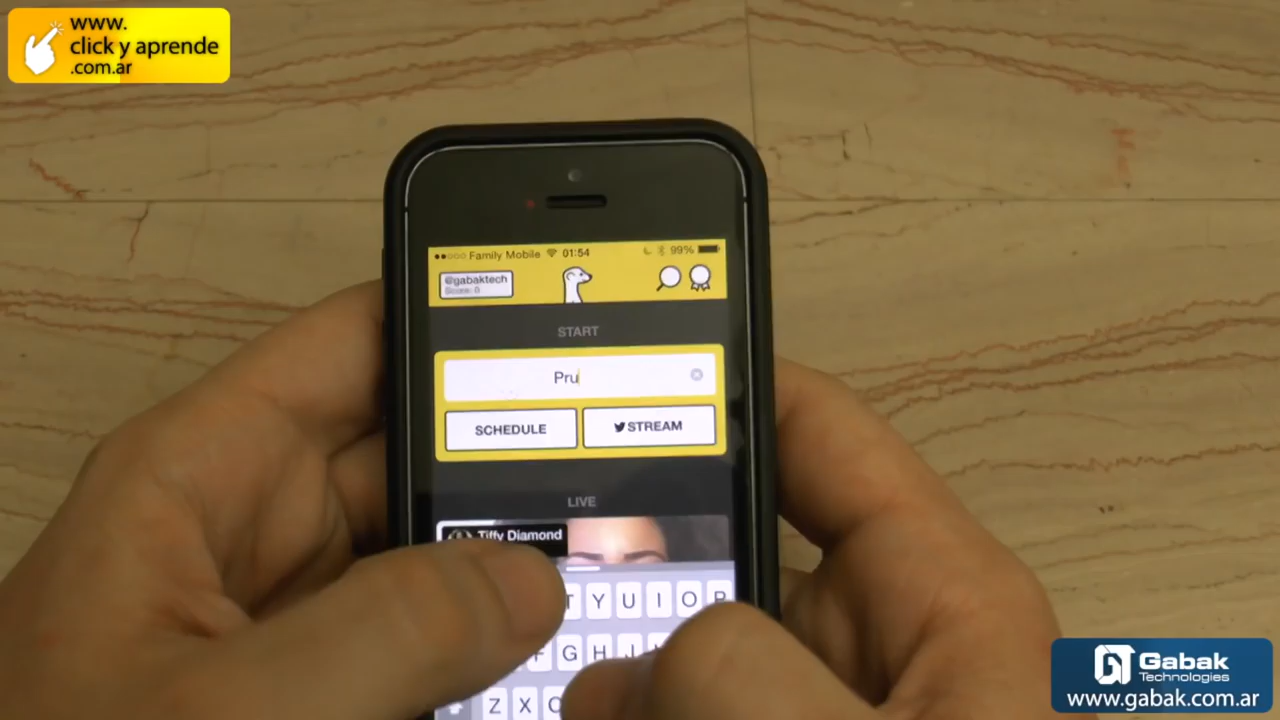 www.
click y aprende
.com.ar
Family Mobile 01:54 99%
@gabaktech
Score: 0
START
Pru
SCHEDULE
STREAM
LIVE
Tiffy Diamond
T Y U I O P
F G H J
Z X C
Gabak
Technologies
www.gabak.com.ar